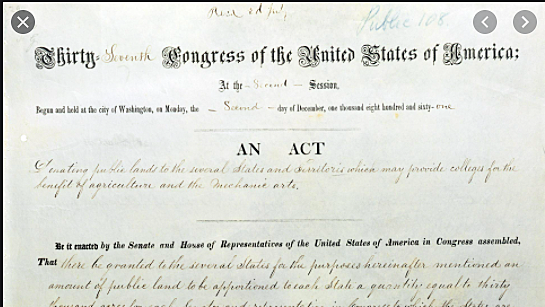 Public 108.
Thirty-Seventh Congress of the United States of America;
At the – Second – Session,
Begun and held at the city of Washington, on Monday, the – Second – day of December, one thousand eight hundred and sixty-one
AN ACT
Donating public lands to the several States and Territories which may provide colleges for the
benefit of agriculture and the Mechanic arts.
Be it enacted by the Senate and House of Representatives of the United States of America in Congress assembled,
That there be granted to the several States for the purposes hereinafter mentioned an
amount of public land to be apportioned to each State a quantity equal to thirty
thousand acres for each